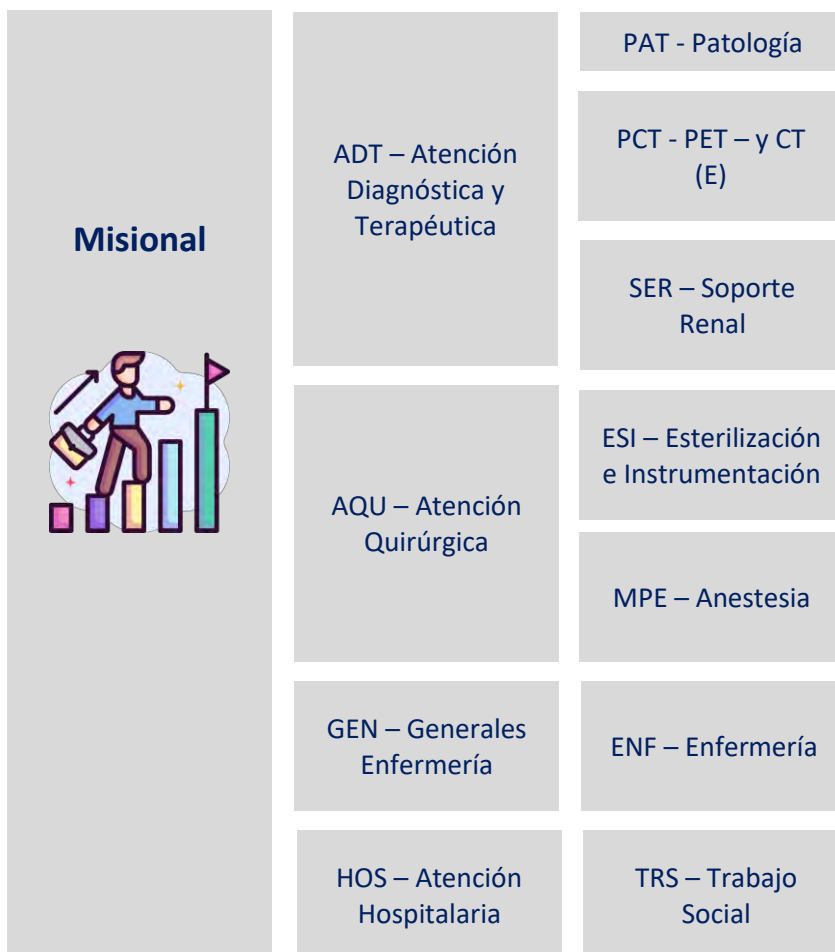 Misional
ADT – Atención
Diagnóstica y
Terapéutica
PAT - Patología
PCT - PET – y CT
(E)
SER – Soporte
Renal
AQU – Atención
Quirúrgica
ESI – Esterilización
e Instrumentación
MPE – Anestesia
GEN – Generales
Enfermería
ENF – Enfermería
HOS – Atención
Hospitalaria
TRS – Trabajo
Social